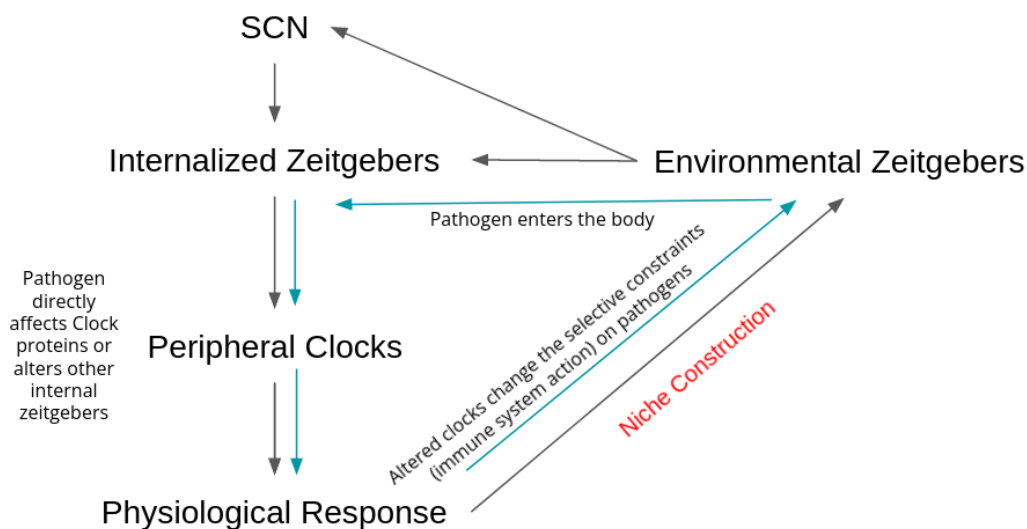 SCN
Internalized Zeitgebers
Environmental Zeitgebers
Pathogen enters the body
Pathogen
directly
affects Clock
proteins or
alters other
internal
zeitgebers
Peripheral Clocks
Altered clocks change the selective constraints
(immune system action) on pathogens
Niche Construction
Physiological Response